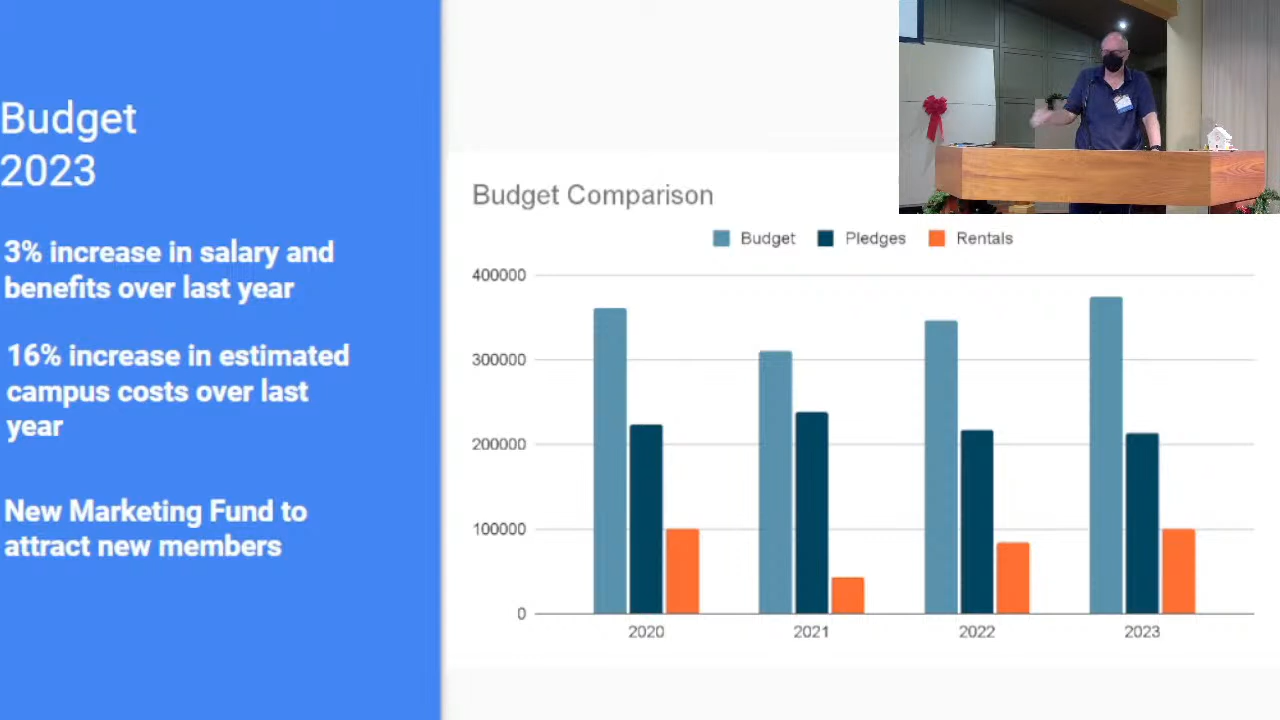 Budget
2023
3% increase in salary and
benefits over last year
16% increase in estimated
campus costs over last
year
New Marketing Fund to
attract new members
Budget Comparison
Budget Pledges Rentals
400000
300000
200000
100000
0
2020 2021 2022 2023